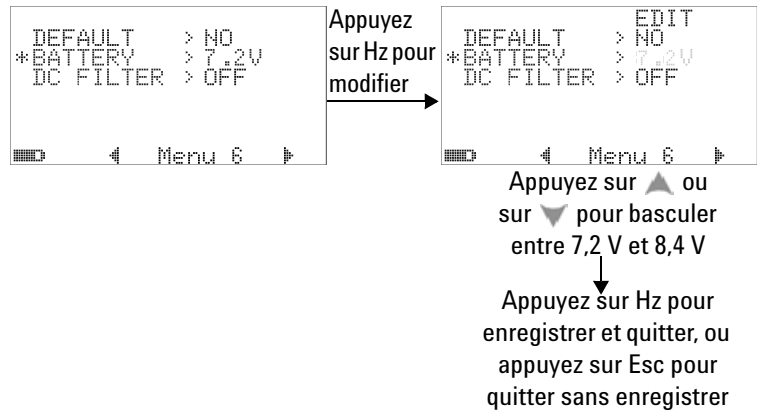 DEFAULT > NO
*BATTERY > 7.2V
DC FILTER > OFF
Menu 6
Appuyez
sur Hz pour
modifier
EDIT
DEFAULT > NO
*BATTERY > 7.2V
DC FILTER > OFF
Menu 6
Appuyez sur ou
sur pour basculer
entre 7,2 V et 8,4 V
Appuyez sur Hz pour
enregistrer et quitter, ou
appuyez sur Esc pour
quitter sans enregistrer